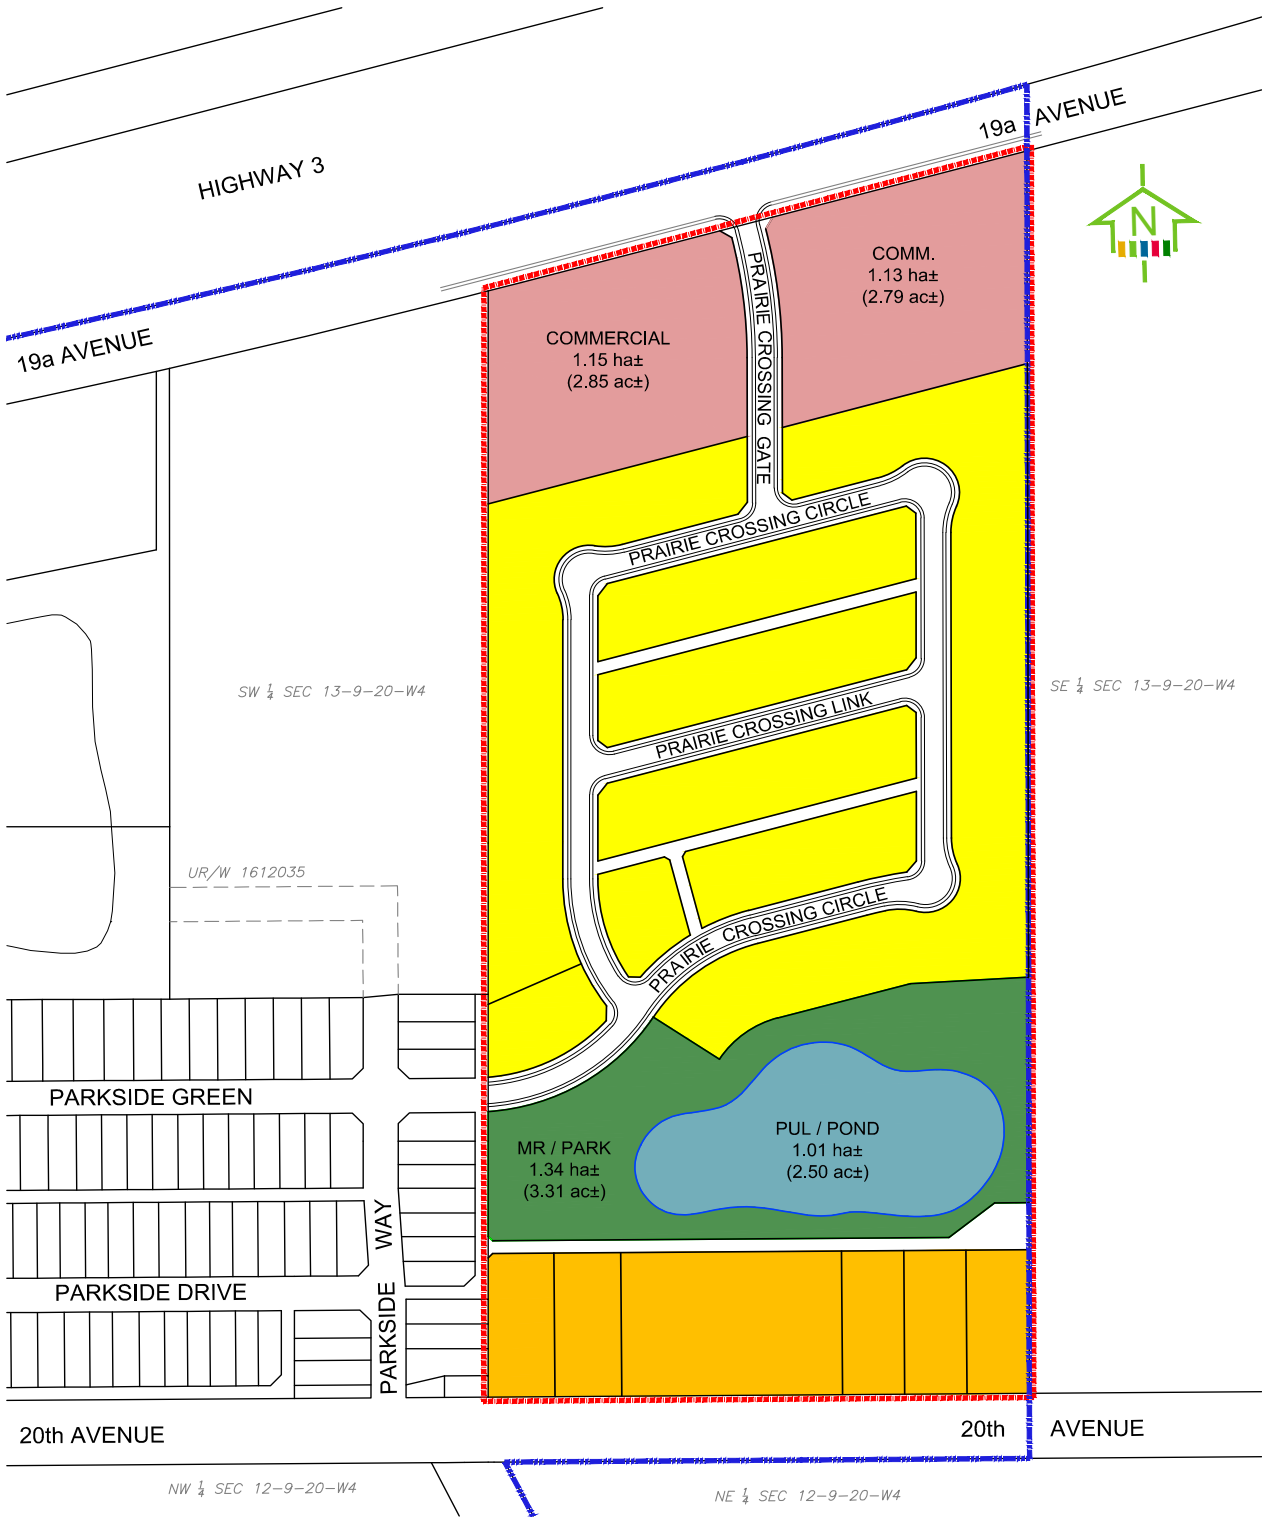 HIGHWAY 3
19a AVENUE
19a AVENUE
N
COMM.
1.13 ha±
(2.79 ac±)
COMMERCIAL
1.15 ha±
(2.85 ac±)
PRAIRIE CROSSING GATE
PRAIRIE CROSSING CIRCLE
SW 1/4 SEC 13-9-20-W4
SE 1/4 SEC 13-9-20-W4
PRAIRIE CROSSING LINK
UR/W 1612035
PRAIRIE CROSSING CIRCLE
PARKSIDE GREEN
MR / PARK
1.34 ha±
(3.31 ac±)
PUL / POND
1.01 ha±
(2.50 ac±)
PARKSIDE WAY
PARKSIDE DRIVE
20th AVENUE
20th AVENUE
NW 1/4 SEC 12-9-20-W4
NE 1/4 SEC 12-9-20-W4